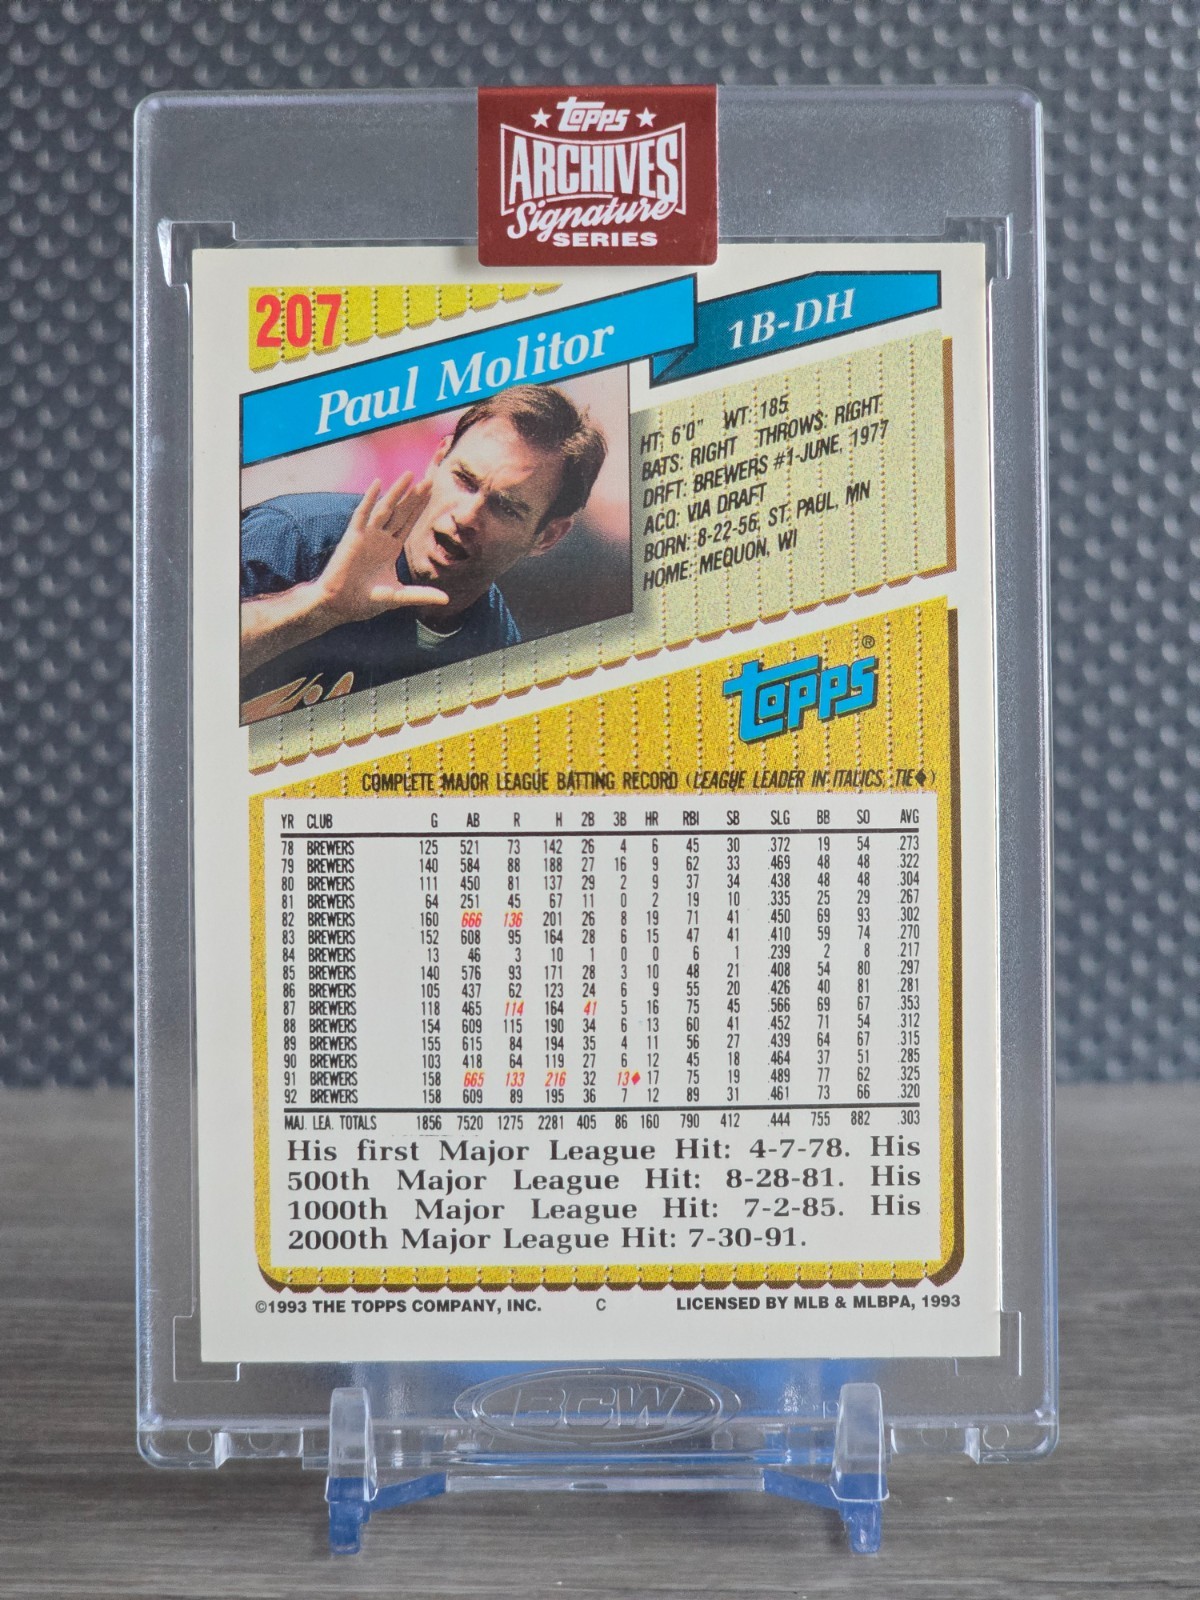 Topps
ARCHIVES
Signature
SERIES
207
Paul Molitor
1B-DH
HT: 6'0" WT: 185
BATS: RIGHT THROWS: RIGHT
DRFT: BREWERS #1-JUNE, 1977
ACQ: VIA DRAFT
BORN: 8-22-56, ST. PAUL, MN
HOME: MEQUON, WI
Topps®
COMPLETE MAJOR LEAGUE BATTING RECORD (LEAGUE LEADER IN ITALICS, TIE♦)
YR CLUB G AB R H 2B 3B HR RBI SB SLG BB SO AVG
78 BREWERS 125 521 73 142 26 4 6 45 30 .372 19 54 .273
79 BREWERS 140 584 88 188 27 16 9 62 33 .469 48 48 .322
80 BREWERS 111 450 81 137 29 2 9 37 34 .438 48 48 .304
81 BREWERS 64 251 45 67 11 0 2 19 10 .335 25 29 .267
82 BREWERS 160 666 136 201 26 8 19 71 41 .450 69 93 .302
83 BREWERS 152 608 95 164 28 6 15 47 41 .410 59 74 .270
84 BREWERS 13 46 3 10 1 0 0 6 1 .239 2 8 .217
85 BREWERS 140 576 93 171 28 3 10 48 21 .408 54 80 .297
86 BREWERS 105 437 62 123 24 6 9 55 20 .426 40 81 .281
87 BREWERS 118 465 114 164 41 5 16 75 45 .566 69 67 .353
88 BREWERS 154 609 115 190 34 6 13 60 41 .452 71 54 .312
89 BREWERS 155 615 84 194 35 4 11 56 27 .439 64 67 .315
90 BREWERS 103 418 64 119 27 6 12 45 18 .464 37 51 .285
91 BREWERS 158 665 133 216 32 13♦ 17 75 19 .489 77 62 .325
92 BREWERS 158 609 89 195 36 7 12 89 31 .461 73 66 .320
MAJ. LEA. TOTALS 1856 7520 1275 2281 405 86 160 790 412 .444 755 882 .303
His first Major League Hit: 4-7-78. His
500th Major League Hit: 8-28-81. His
1000th Major League Hit: 7-2-85. His
2000th Major League Hit: 7-30-91.
©1993 THE TOPPS COMPANY, INC. C LICENSED BY MLB & MLBPA, 1993
BCW